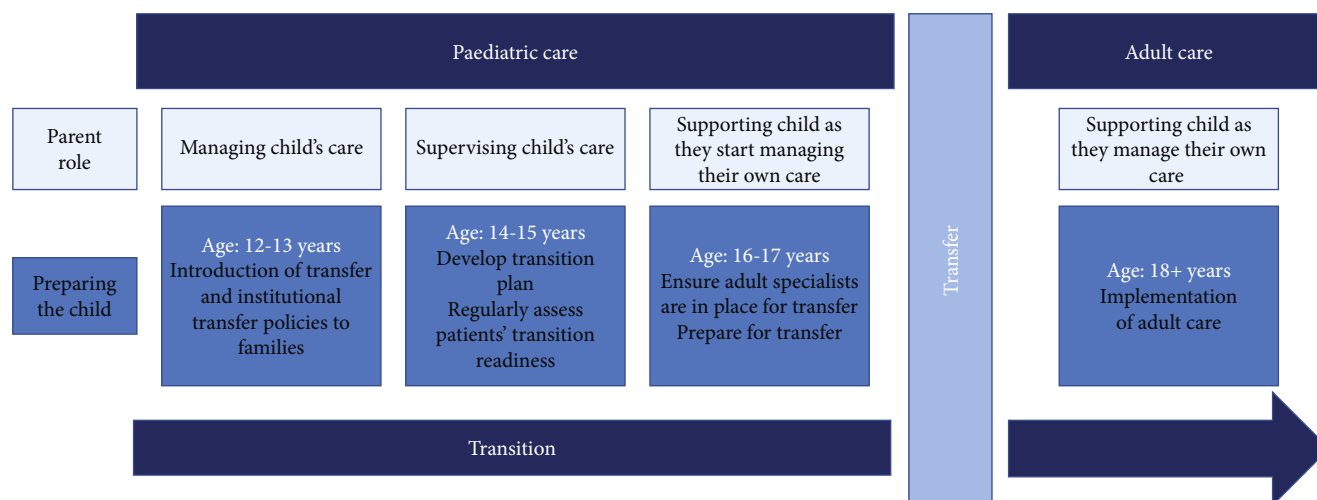 Paediatric care
Adult care
Parent
role
Managing child’s care
Supervising child’s care
Supporting child as
they start managing
their own care
Supporting child as
they manage their own
care
Preparing
the child
Age: 12-13 years
Introduction of transfer
and institutional
transfer policies to
families
Age: 14-15 years
Develop transition
plan
Regularly assess
patients’ transition
readiness
Age: 16-17 years
Ensure adult specialists
are in place for transfer
Prepare for transfer
Transfer
Age: 18+ years
Implementation
of adult care
Transition